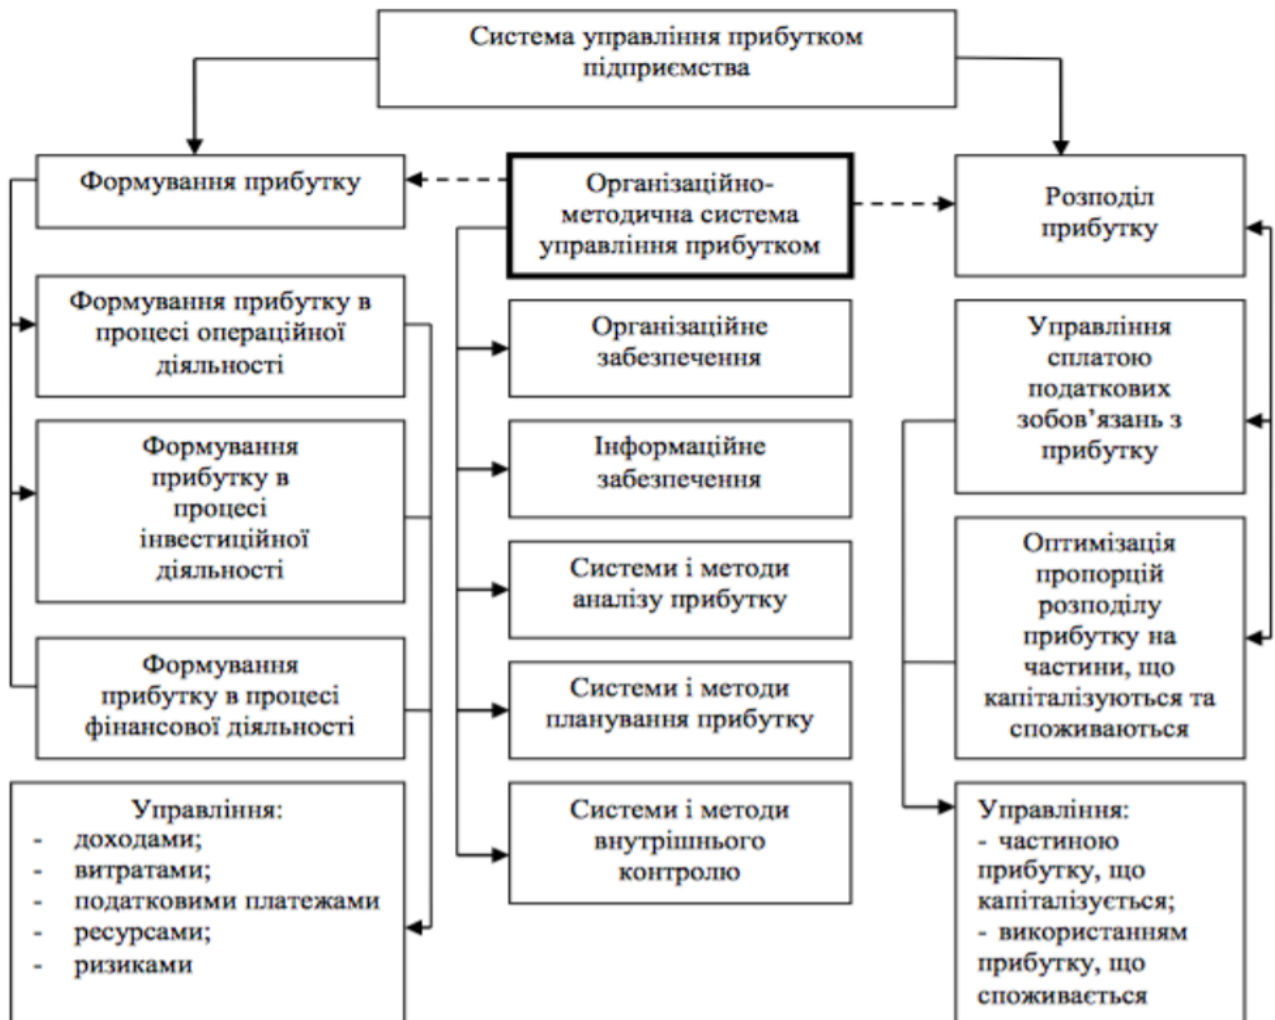 Система управління прибутком
підприємства
Формування прибутку
Організаційно-
методична система
управління прибутком
Розподіл
прибутку
Формування прибутку в
процесі операційної
діяльності
Формування
прибутку в
процесі
інвестиційної
діяльності
Формування
прибутку в процесі
фінансової діяльності
Управління:
- доходами;
- витратами;
- податковими платежами
- ресурсами;
- ризиками
Організаційне
забезпечення
Інформаційне
забезпечення
Системи і методи
аналізу прибутку
Системи і методи
планування прибутку
Системи і методи
внутрішнього
контролю
Управління
сплатою
податкових
зобов’язань з
прибутку
Оптимізація
пропорцій
розподілу
прибутку на
частини, що
капіталізуються та
споживаються
Управління:
- частиною
прибутку, що
капіталізується;
- використанням
прибутку, що
споживається